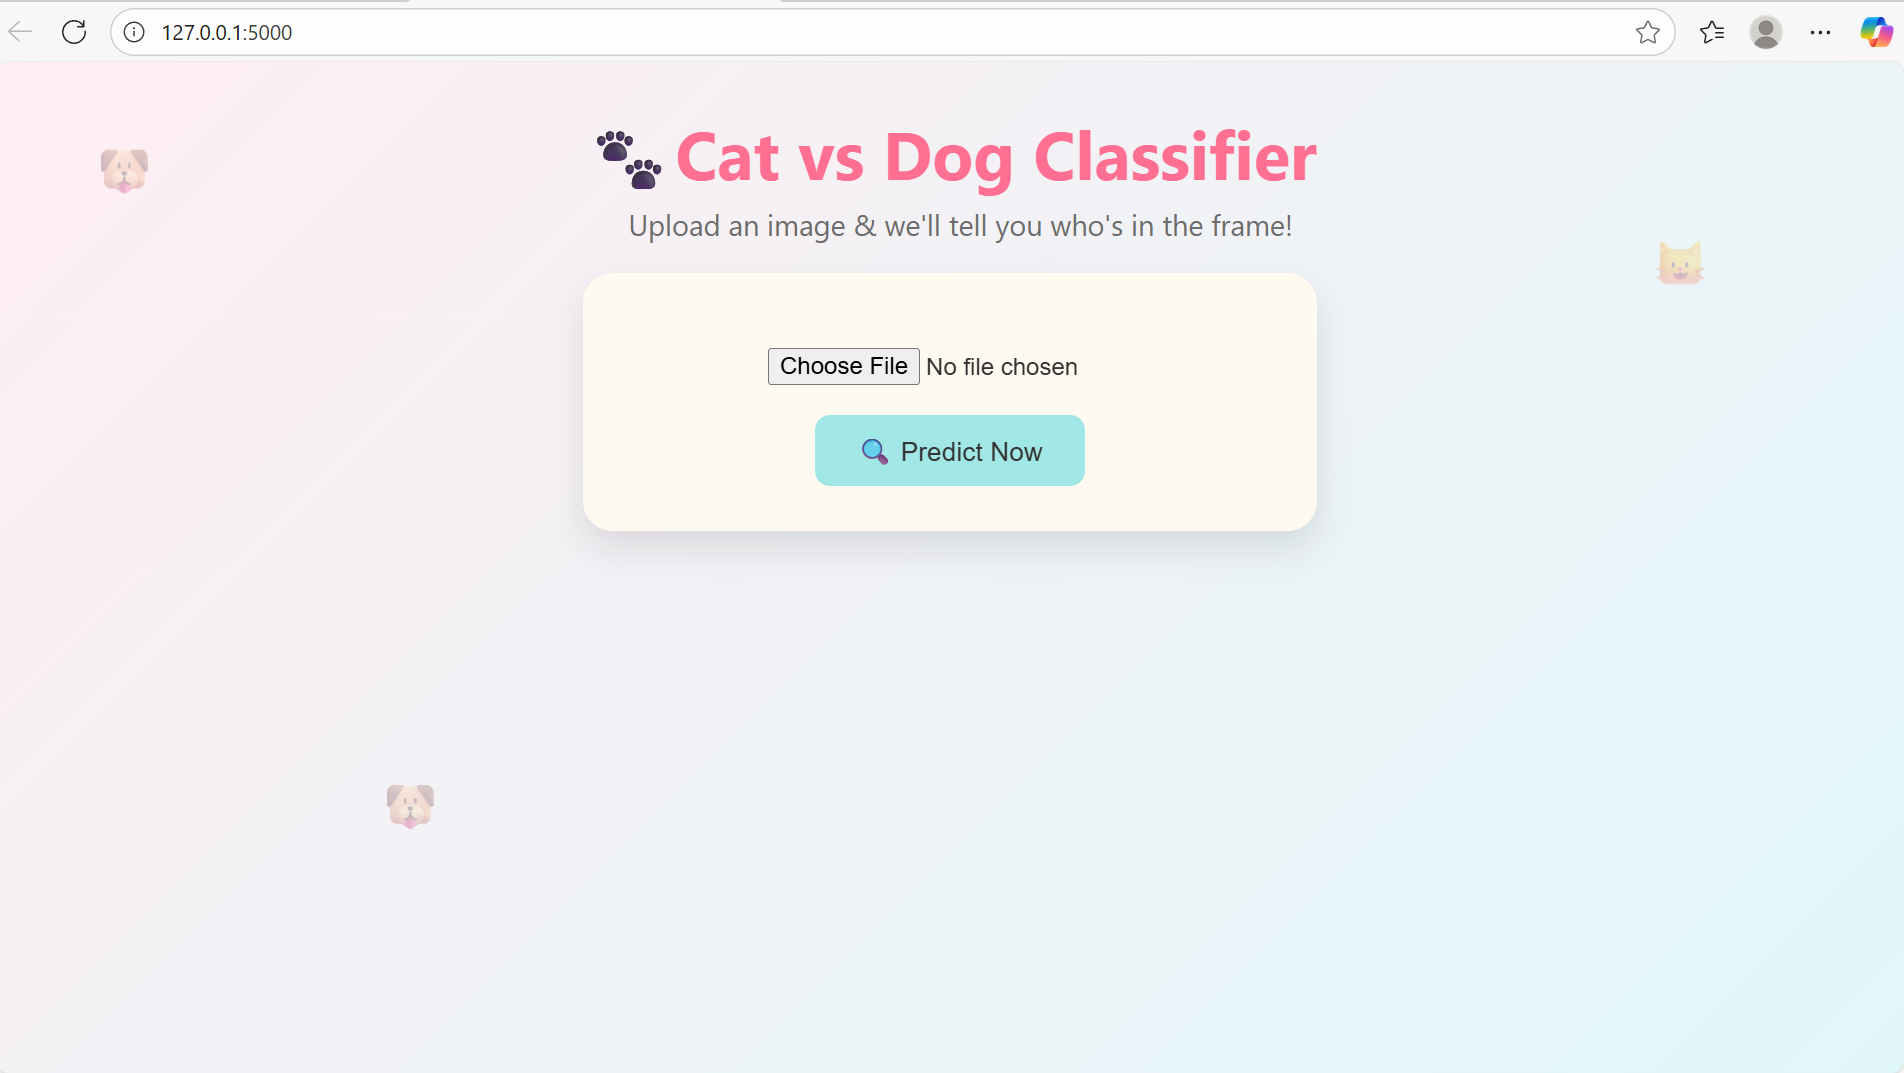 127.0.0.1:5000
Cat vs Dog Classifier
Upload an image & we'll tell you who's in the frame!
Choose File No file chosen
Predict Now